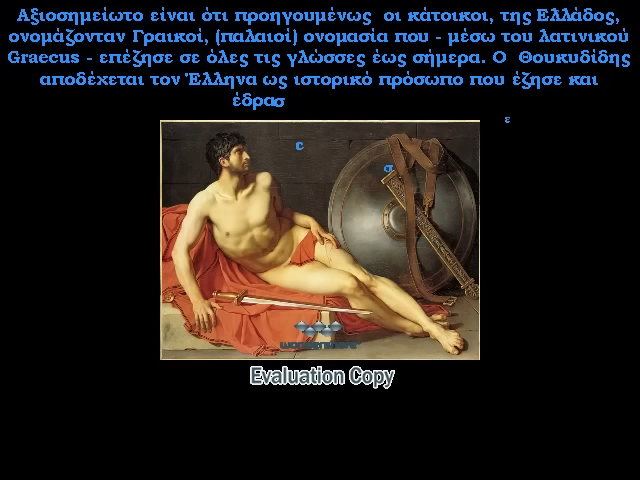 Αξιοσημείωτο είναι ότι προηγουμένως οι κάτοικοι, της Ελλάδος,
ονομάζονταν Γραικοί, (παλαιοί) ονομασία που - μέσω του λατινικού
Graecus - επέζησε σε όλες τις γλώσσες έως σήμερα. Ο Θουκυδίδης
αποδέχεται τον Έλληνα ως ιστορικό πρόσωπο που έζησε και
έδρασ
ε
σ
Evaluation Copy